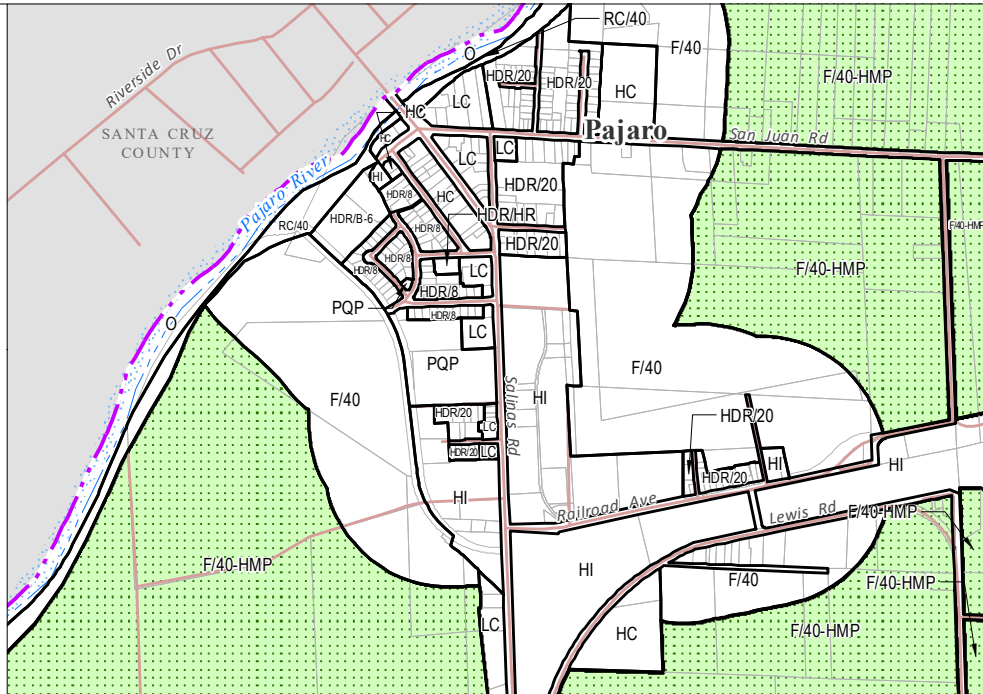 RC/40
O
F/40
HDR/20
HDR/20
F/40-HMP
HC
LC
Riverside Dr
HC
Pajaro
SANTA CRUZ
COUNTY
San Juan Rd
HC
LC
LC
HI
HDR/20
Pajaro River
HDR/8
HC
HDR/B-6
HDR/HR
RC/40
HDR/8
F/40-HMP
HDR/20
HDR/8
HDR/8
LC
F/40-HMP
HDR/8
PQP
HDR/8
O
LC
PQP
F/40
F/40
Salinas Rd
HI
HDR/20
HDR/20
LC
HDR/20
LC
HI
HI
HDR/20
HI
Railroad Ave
Lewis Rd
F/40-HMP
F/40-HMP
HI
F/40
F/40-HMP
LC
HC
F/40-HMP